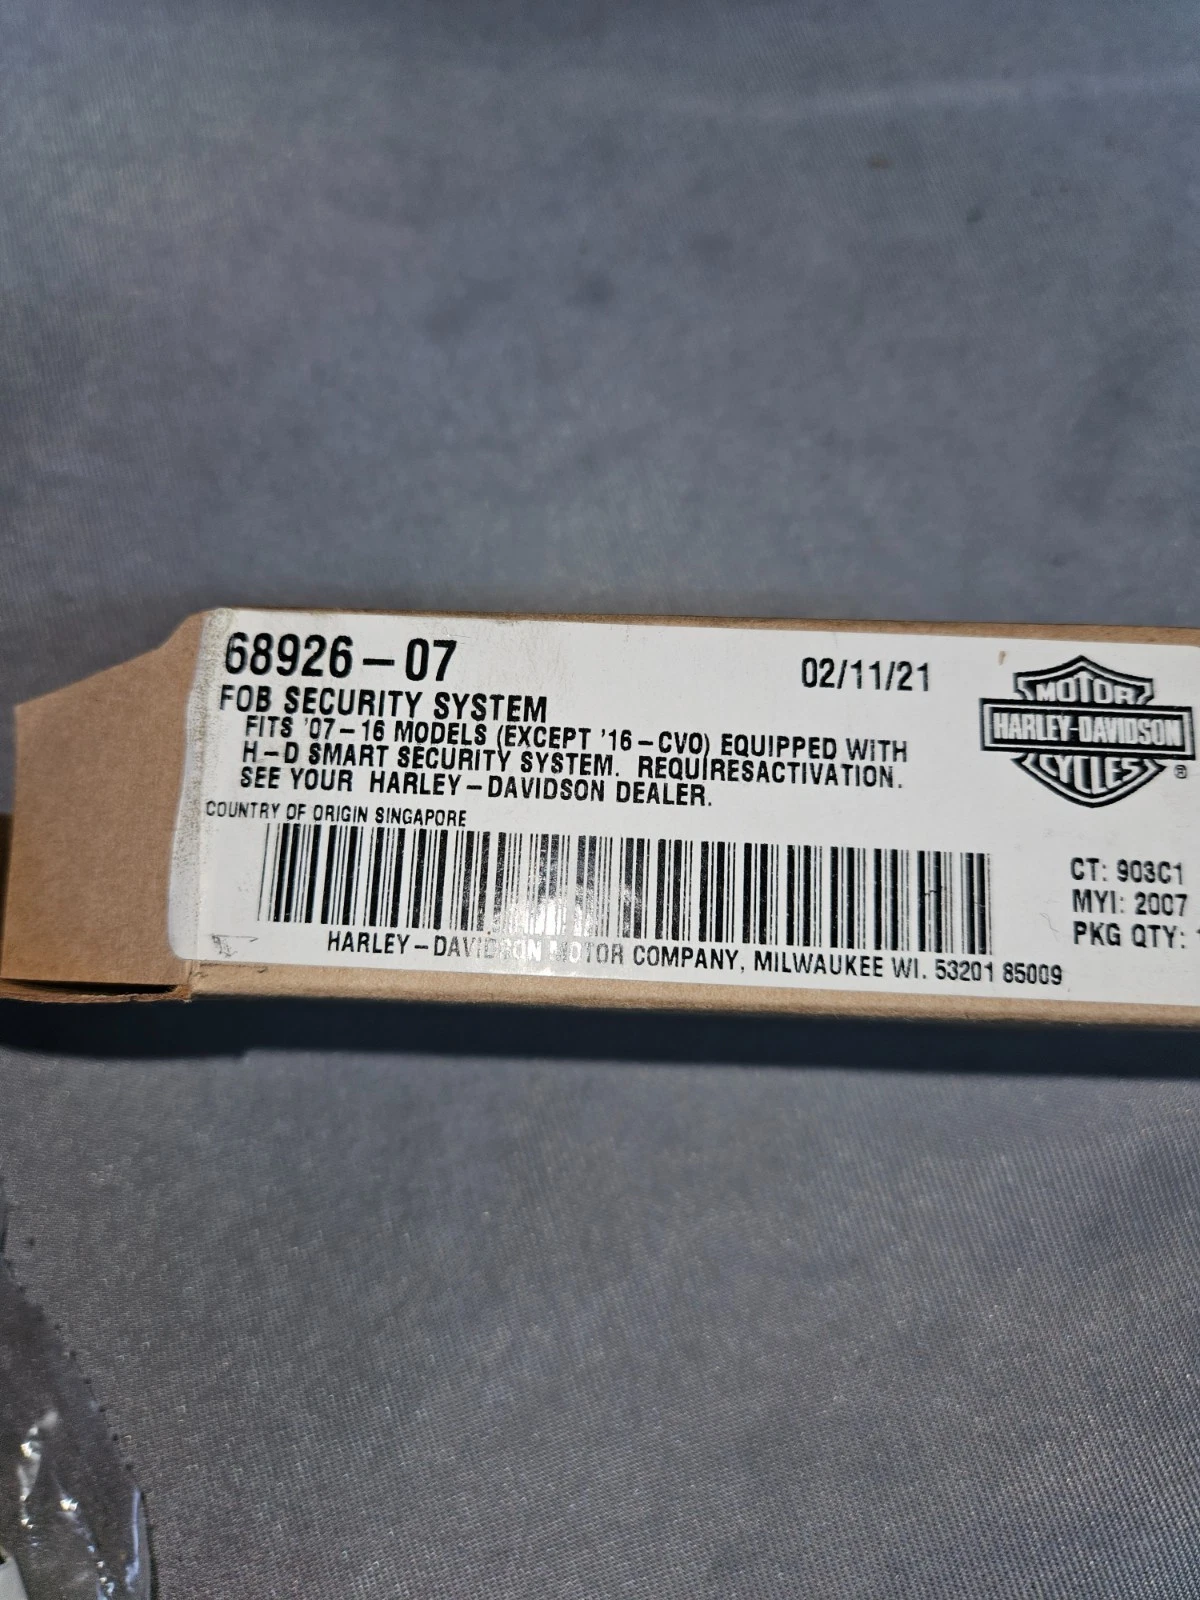 68926-07
02/11/21
FOB SECURITY SYSTEM
FITS '07-16 MODELS (EXCEPT '16-CVO) EQUIPPED WITH
H-D SMART SECURITY SYSTEM. REQUIRESACTIVATION.
SEE YOUR HARLEY-DAVIDSON DEALER.
MOTOR
HARLEY-DAVIDSON
CYCLES
®
COUNTRY OF ORIGIN SINGAPORE
CT: 903C1
MYI: 2007
PKG QTY:
HARLEY-DAVIDSON MOTOR COMPANY, MILWAUKEE WI. 53201 85009